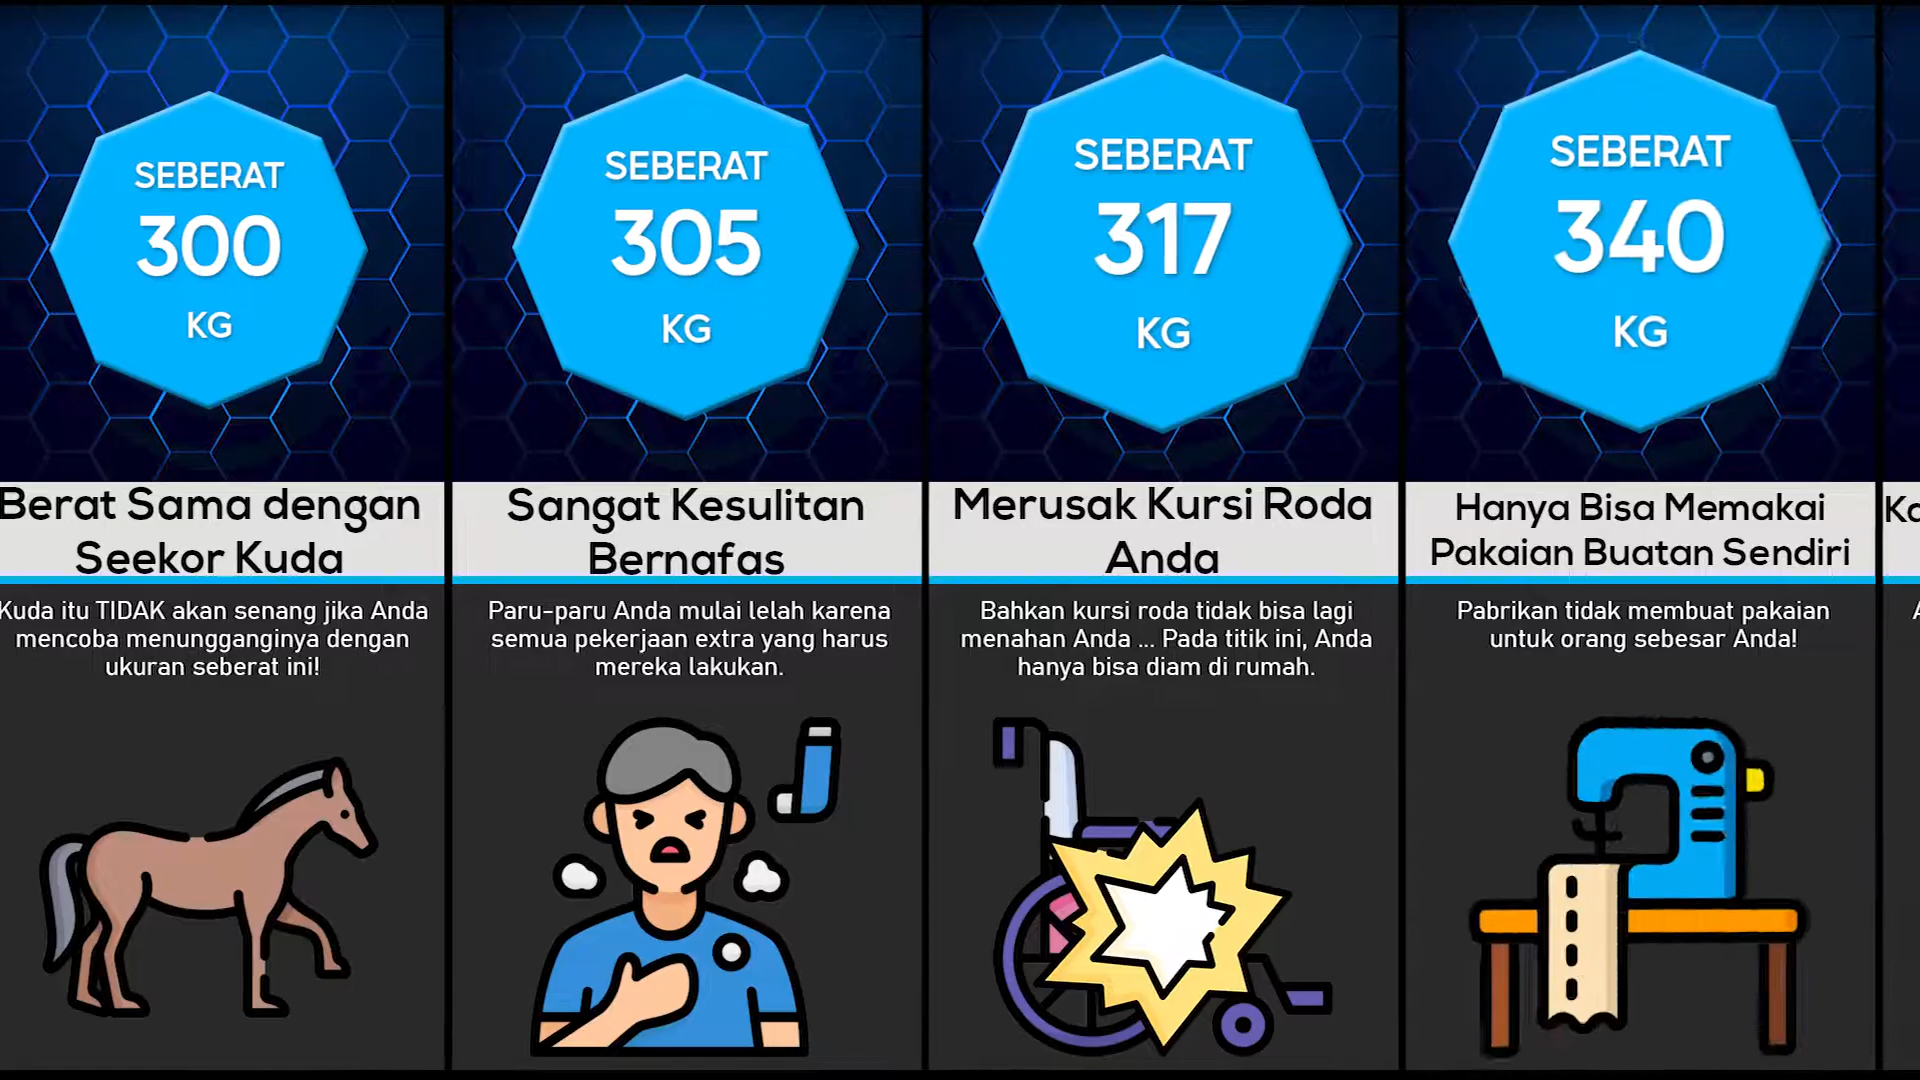 SEBERAT
300
KG
Berat Sama dengan
Seekor Kuda
Kuda itu TIDAK akan senang jika Anda
mencoba menungganginya dengan
ukuran seberat ini!
SEBERAT
305
KG
Sangat Kesulitan
Bernafas
Paru-paru Anda mulai lelah karena
semua pekerjaan extra yang harus
mereka lakukan.
SEBERAT
317
KG
Merusak Kursi Roda
Anda
Bahkan kursi roda tidak bisa lagi
menahan Anda ... Pada titik ini, Anda
hanya bisa diam di rumah.
SEBERAT
340
KG
Hanya Bisa Memakai
Pakaian Buatan Sendiri
Pabrikan tidak membuat pakaian
untuk orang sebesar Anda!